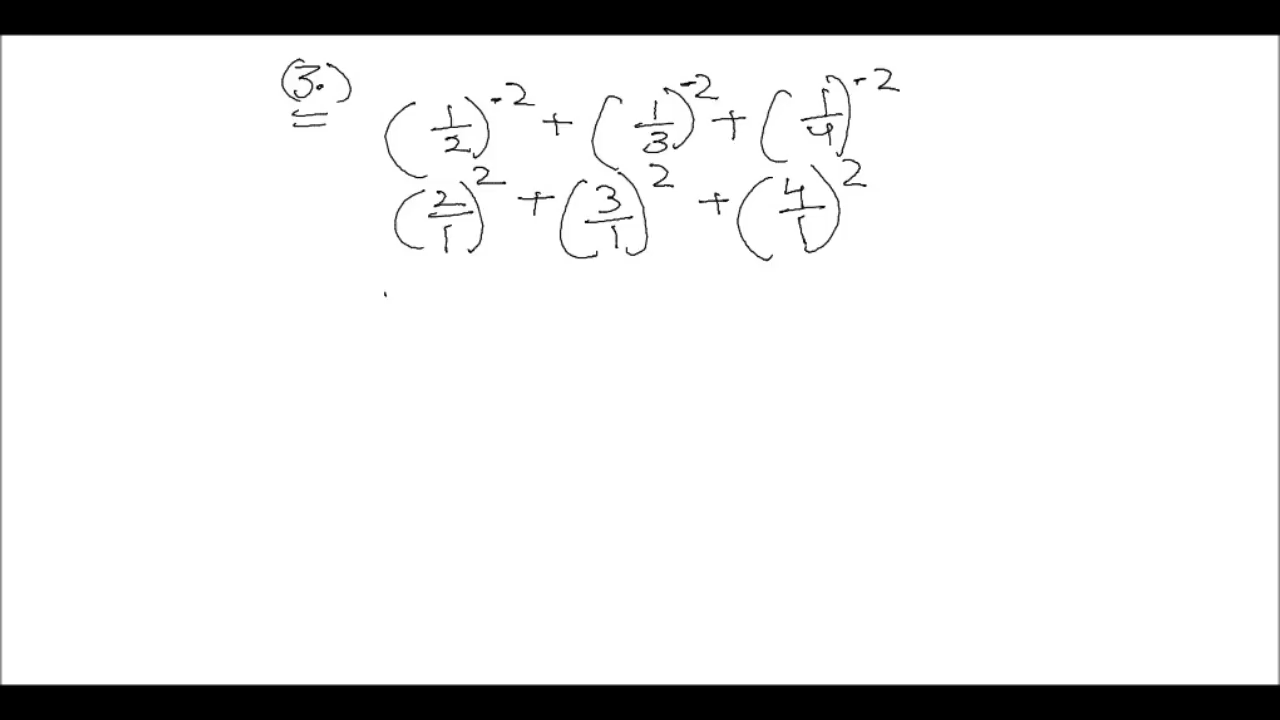 (3.)
(1/2)^-2 + (1/3)^-2 + (1/4)^-2
(2/1)^2 + (3/1)^2 + (4/1)^2